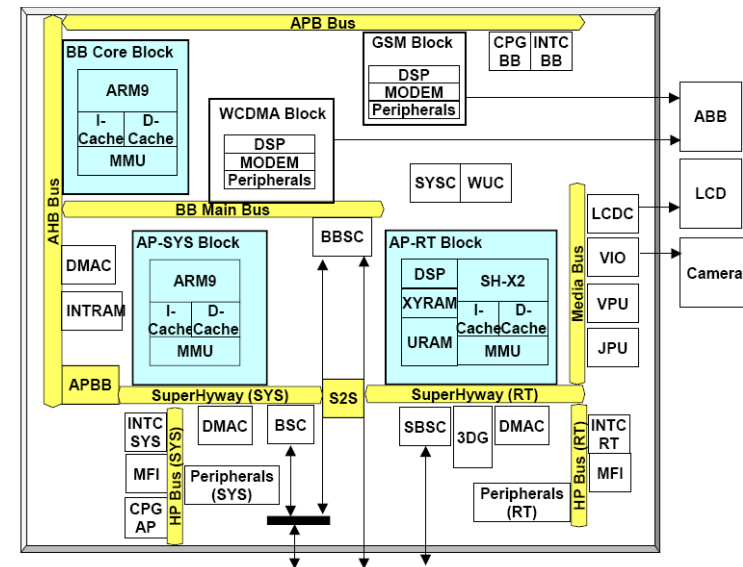 APB Bus
BB Core Block
ARM9
I-
Cache
D-
Cache
MMU
GSM Block
DSP
MODEM
Peripherals
CPG
BB
INTC
BB
WCDMA Block
DSP
MODEM
Peripherals
ABB
SYSC
WUC
AHB Bus
BB Main Bus
LCDC
LCD
BBSC
AP-SYS Block
ARM9
I-
Cache
D-
Cache
MMU
AP-RT Block
DSP
XYRAM
URAM
SH-X2
I-
Cache
D-
Cache
MMU
Media Bus
VIO
Camera
VPU
JPU
DMAC
INTRAM
APBB
SuperHyway (SYS)
S2S
SuperHyway (RT)
INTC
SYS
MFI
CPG
AP
HP Bus (SYS)
DMAC
BSC
Peripherals
(SYS)
SBSC
3DG
DMAC
Peripherals
(RT)
HP Bus (RT)
INTC
RT
MFI